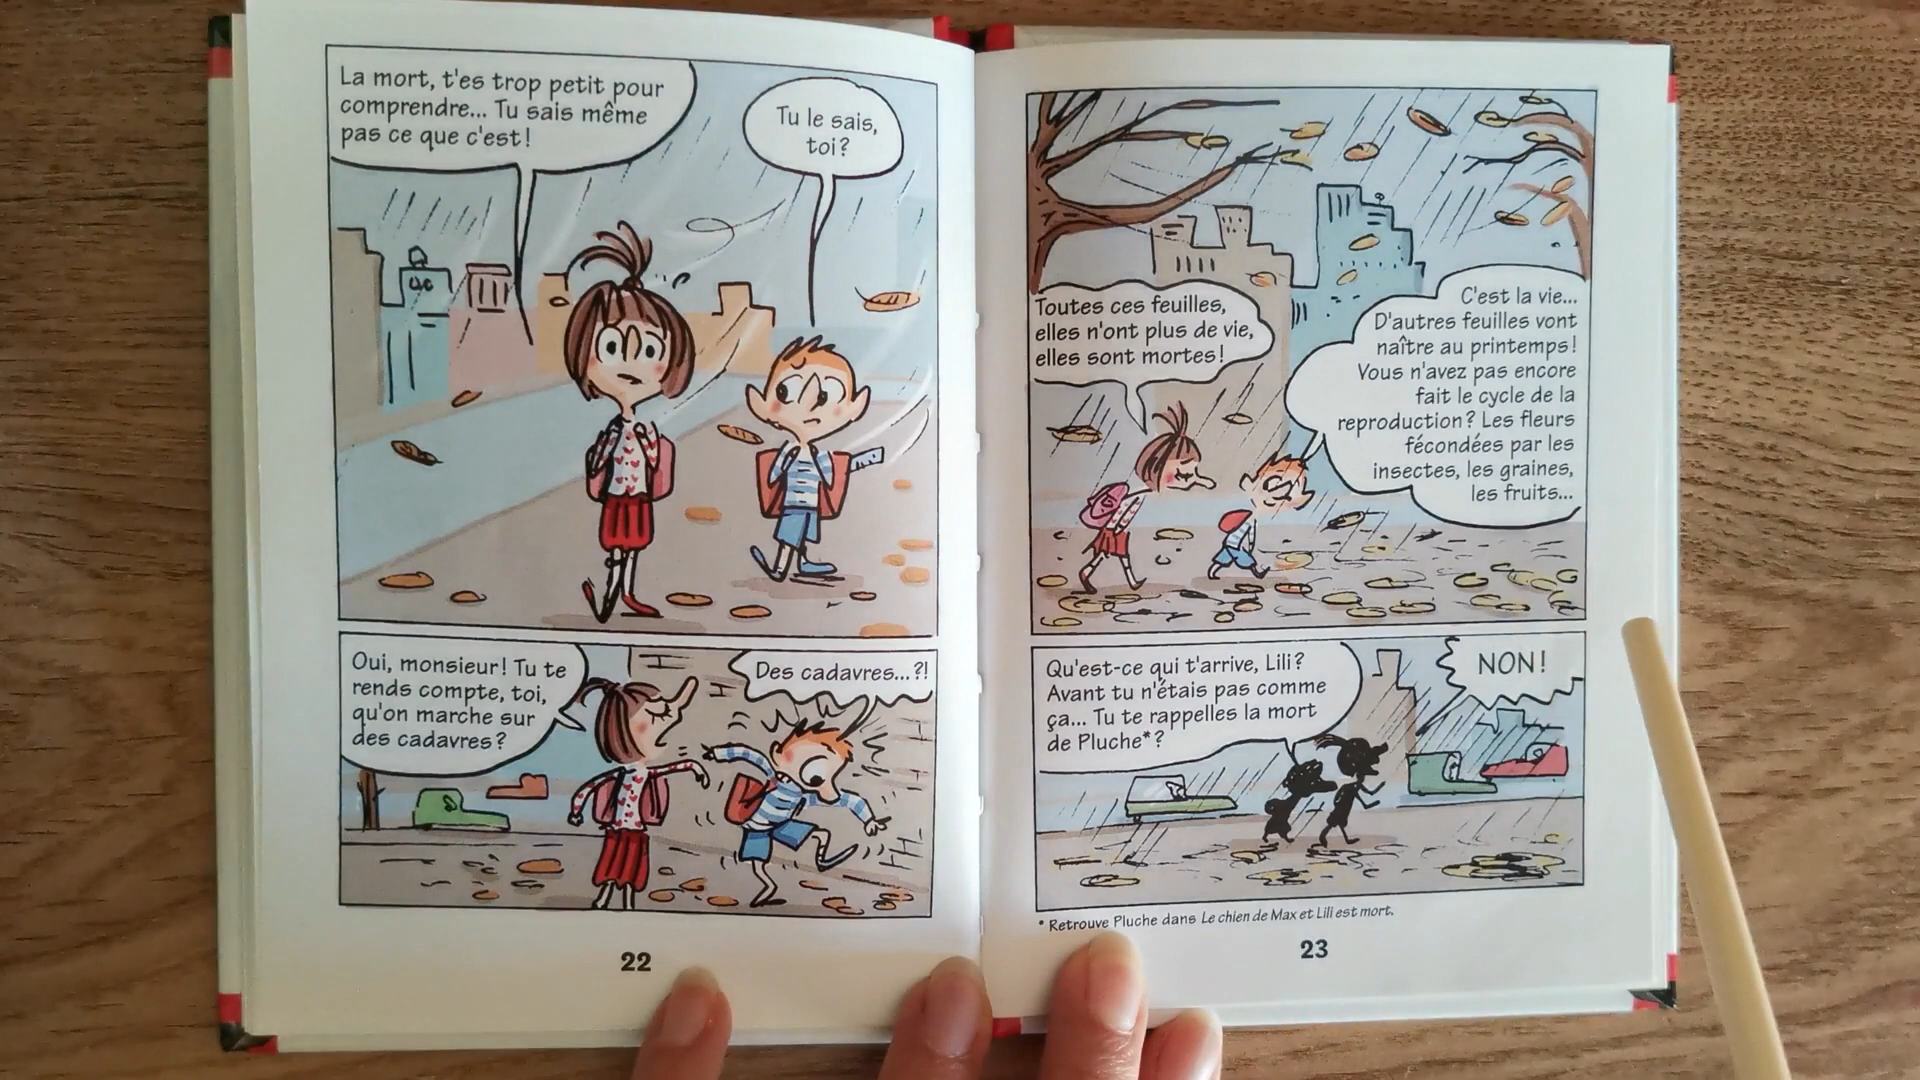 La mort, t'es trop petit pour
comprendre... Tu sais même
pas ce que c'est!
Tu le sais,
toi?
Oui, monsieur! Tu te
rends compte, toi,
qu'on marche sur
des cadavres?
Des cadavres...?!
22
Toutes ces feuilles,
elles n'ont plus de vie,
elles sont mortes!
C'est la vie...
D'autres feuilles vont
naître au printemps!
Vous n'avez pas encore
fait le cycle de la
reproduction? Les fleurs
fécondées par les
insectes, les graines,
les fruits...
Qu'est-ce qui t'arrive, Lili?
Avant tu n'étais pas comme
ça... Tu te rappelles la mort
de Pluche*?
NON!
* Retrouve Pluche dans Le chien de Max et Lili est mort.
23